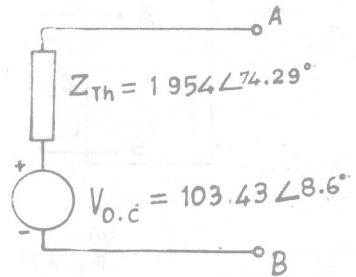 A
Z_Th = 1954∠74.29°
+
V_O.C = 103.43∠8.6°
-
B